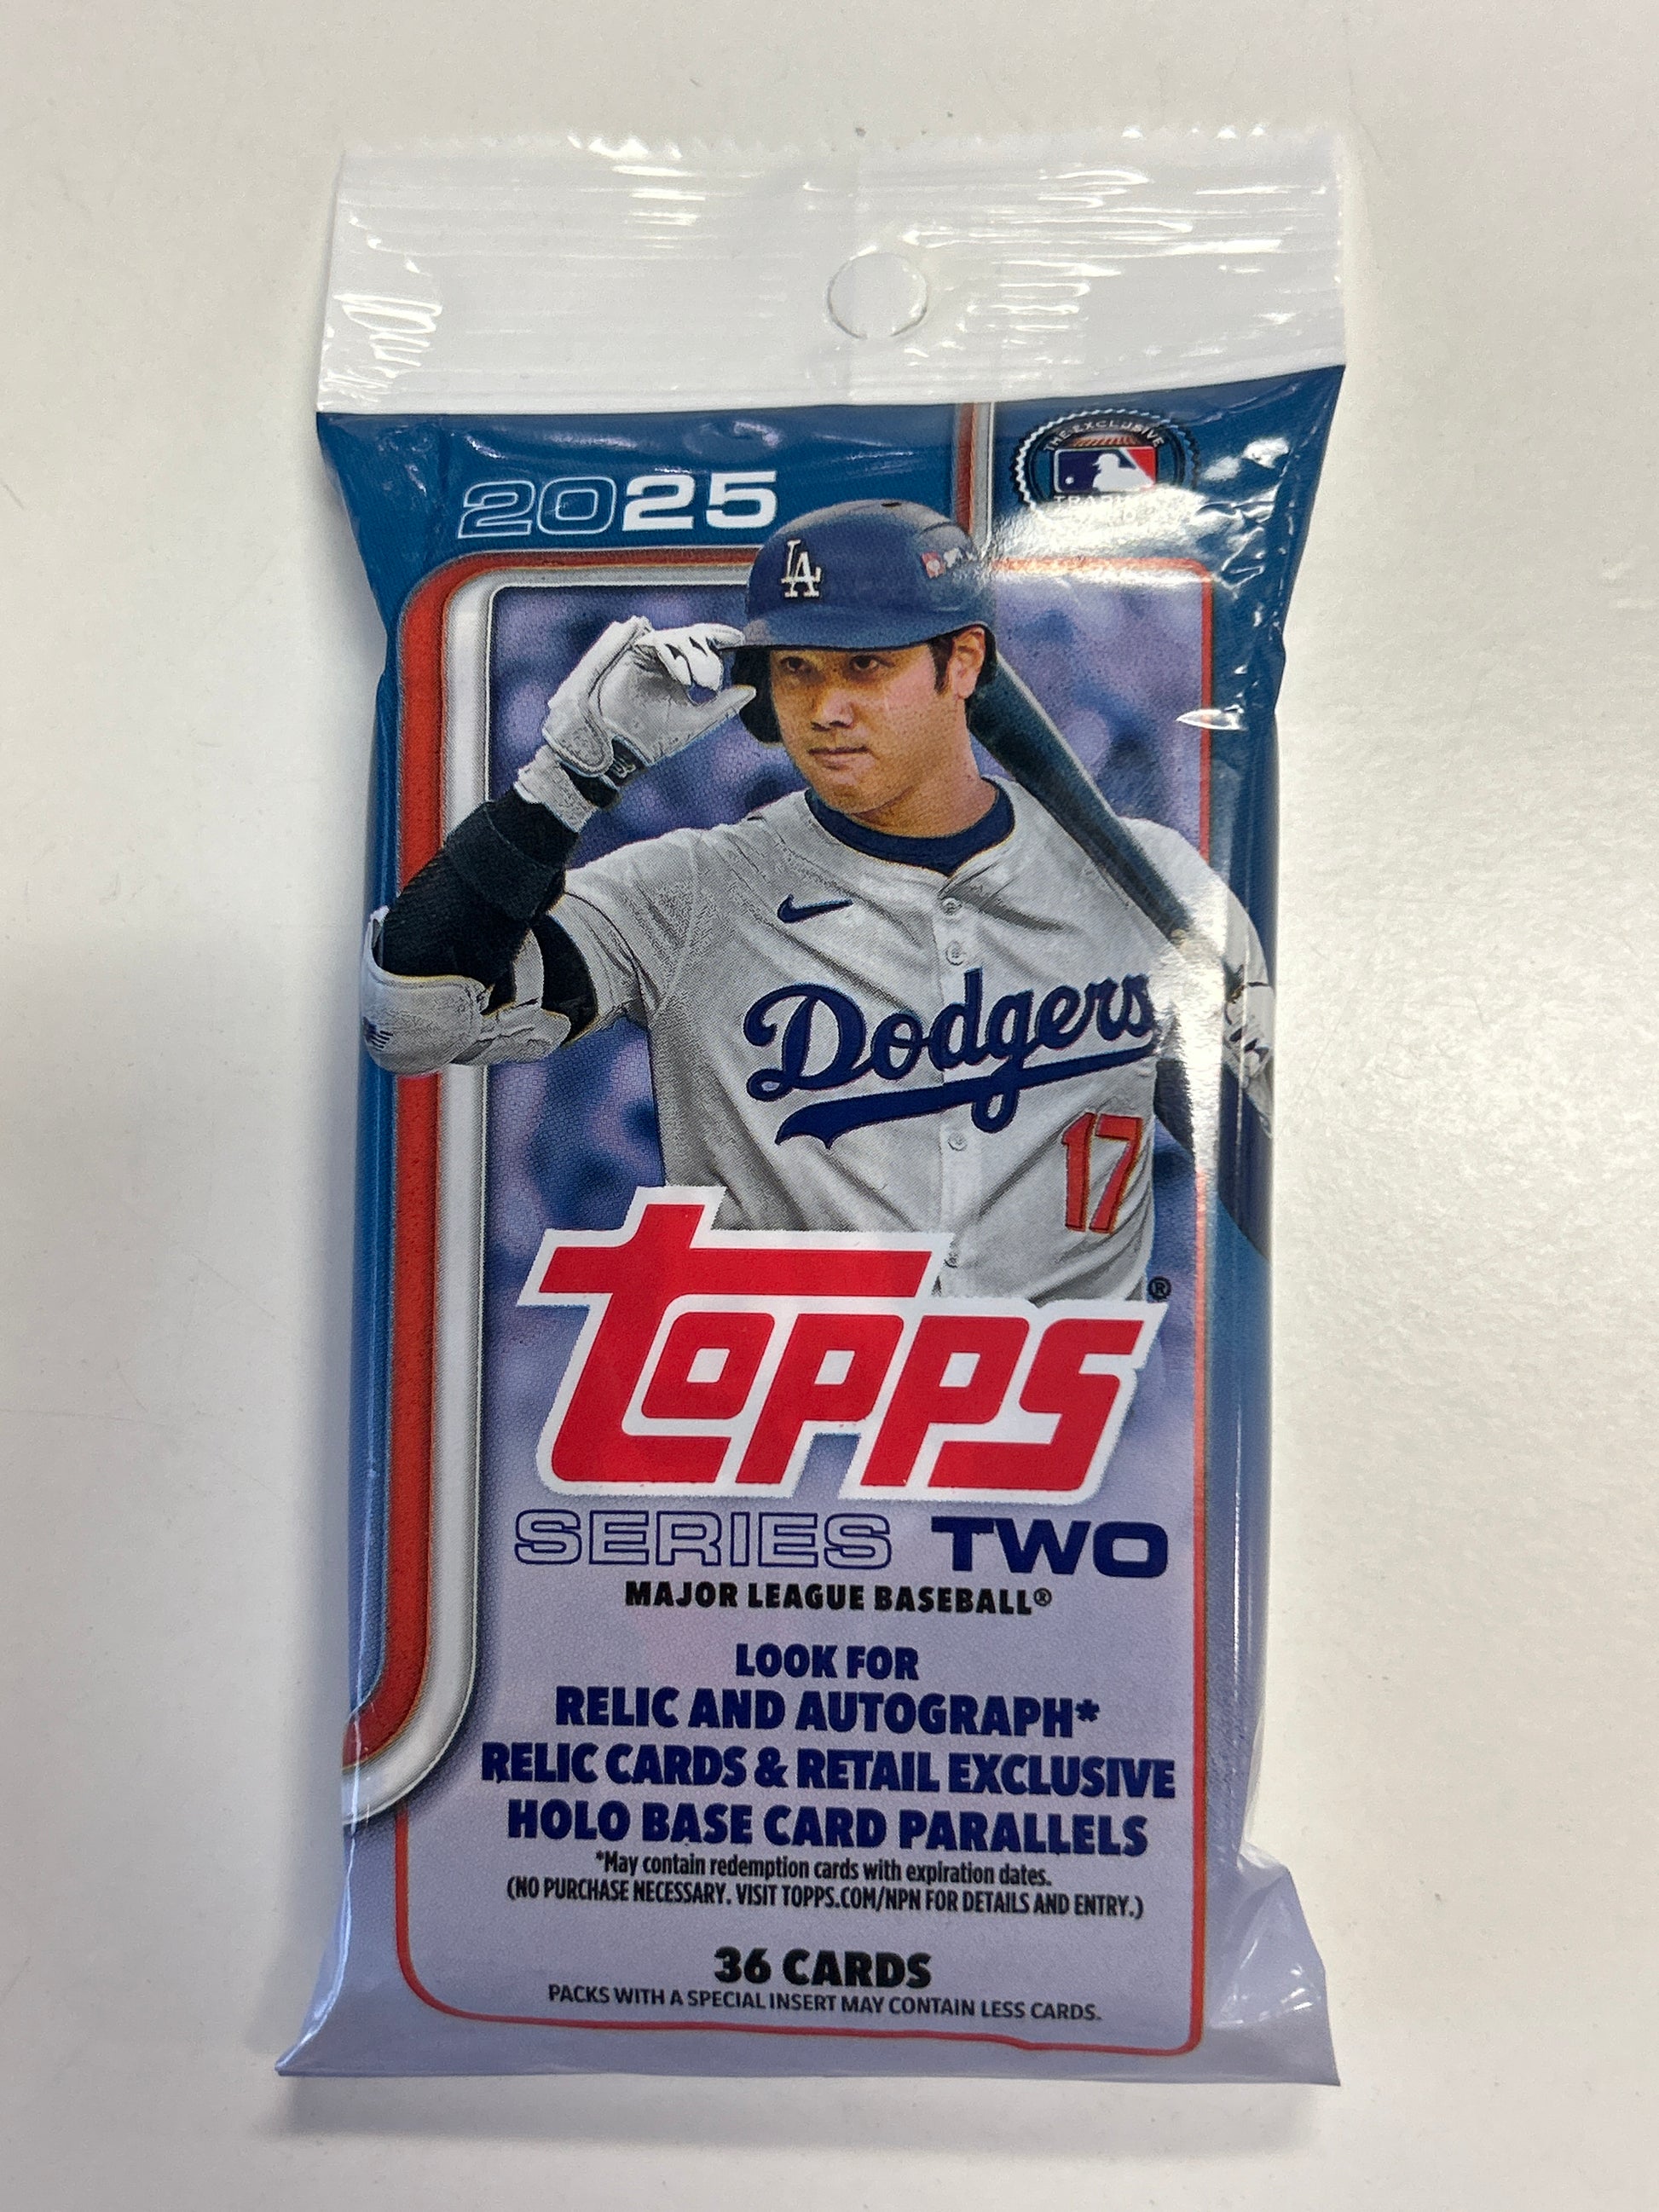 2025
THE EXCLUSIVE
LA
Dodgers
17
topps®
SERIES TWO
MAJOR LEAGUE BASEBALL®
LOOK FOR
RELIC AND AUTOGRAPH*
RELIC CARDS & RETAIL EXCLUSIVE
HOLO BASE CARD PARALLELS
*May contain redemption cards with expiration dates.
(NO PURCHASE NECESSARY. VISIT TOPPS.COM/NPN FOR DETAILS AND ENTRY.)
36 CARDS
PACKS WITH A SPECIAL INSERT MAY CONTAIN LESS CARDS.